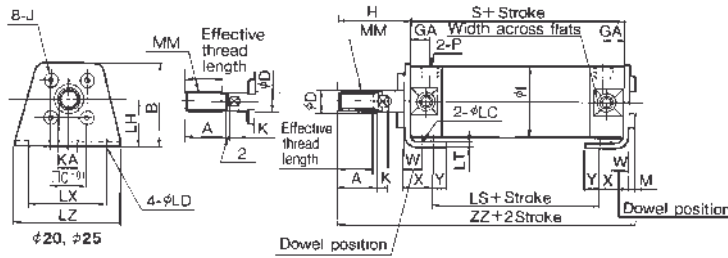 8-J
MM
Effective
thread
length
φD
A
K
2
B
LH
KA
□C
LX
LZ
4-φLD
φ20, φ25
H
S+Stroke
GA
Width across flats
GA
MM
2-P
φD
φI
2-φLC
Effective
thread
length
LT
A
K
W
X
Y
Y
X
W
M
LS+Stroke
ZZ+2Stroke
Dowel position
Dowel position